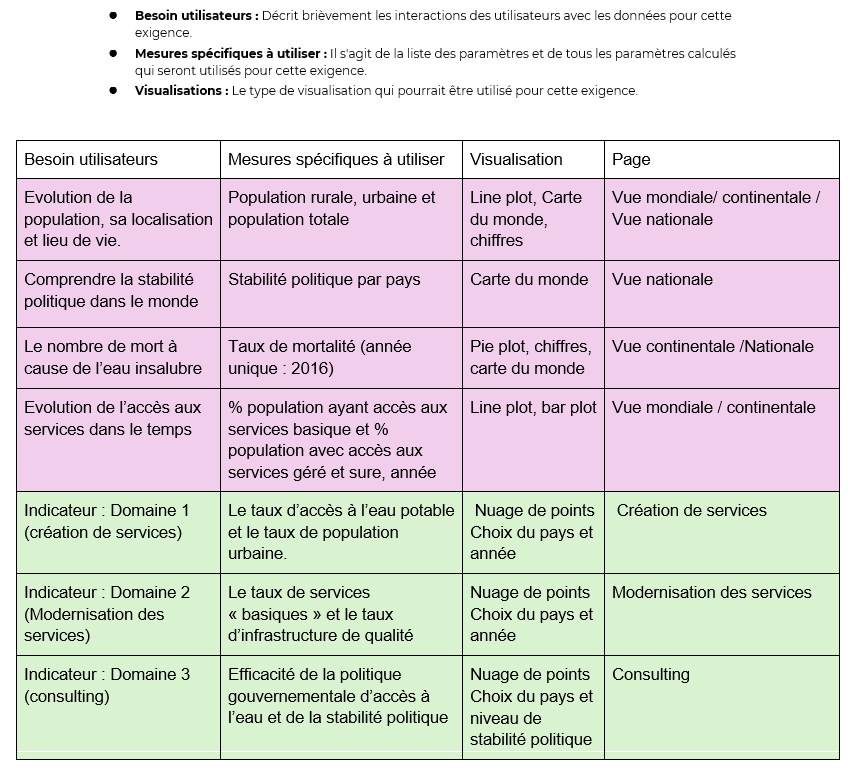 ● Besoin utilisateurs : Décrit brièvement les interactions des utilisateurs avec les données pour cette
exigence.
● Mesures spécifiques à utiliser : Il s'agit de la liste des paramètres et de tous les paramètres calculés
qui seront utilisés pour cette exigence.
● Visualisations : Le type de visualisation qui pourrait être utilisé pour cette exigence.
Besoin utilisateurs
Mesures spécifiques à utiliser
Visualisation
Page
Evolution de la
population, sa localisation
et lieu de vie.
Population rurale, urbaine et
population totale
Line plot, Carte
du monde,
chiffres
Vue mondiale/ continentale /
Vue nationale
Comprendre la stabilité
politique dans le monde
Stabilité politique par pays
Carte du monde
Vue nationale
Le nombre de mort à
cause de l’eau insalubre
Taux de mortalité (année
unique : 2016)
Pie plot, chiffres,
carte du monde
Vue continentale /Nationale
Evolution de l’accès aux
services dans le temps
% population ayant accès aux
services basique et %
population avec accès aux
services géré et sure, année
Line plot, bar plot
Vue mondiale / continentale
Indicateur : Domaine 1
(création de services)
Le taux d’accès à l’eau potable
et le taux de population
urbaine.
Nuage de points
Choix du pays et
année
Création de services
Indicateur : Domaine 2
(Modernisation des
services)
Le taux de services
« basiques » et le taux
d’infrastructure de qualité
Nuage de points
Choix du pays et
année
Modernisation des services
Indicateur : Domaine 3
(consulting)
Efficacité de la politique
gouvernementale d’accès à
l’eau et de la stabilité politique
Nuage de points
Choix du pays et
niveau de
stabilité politique
Consulting